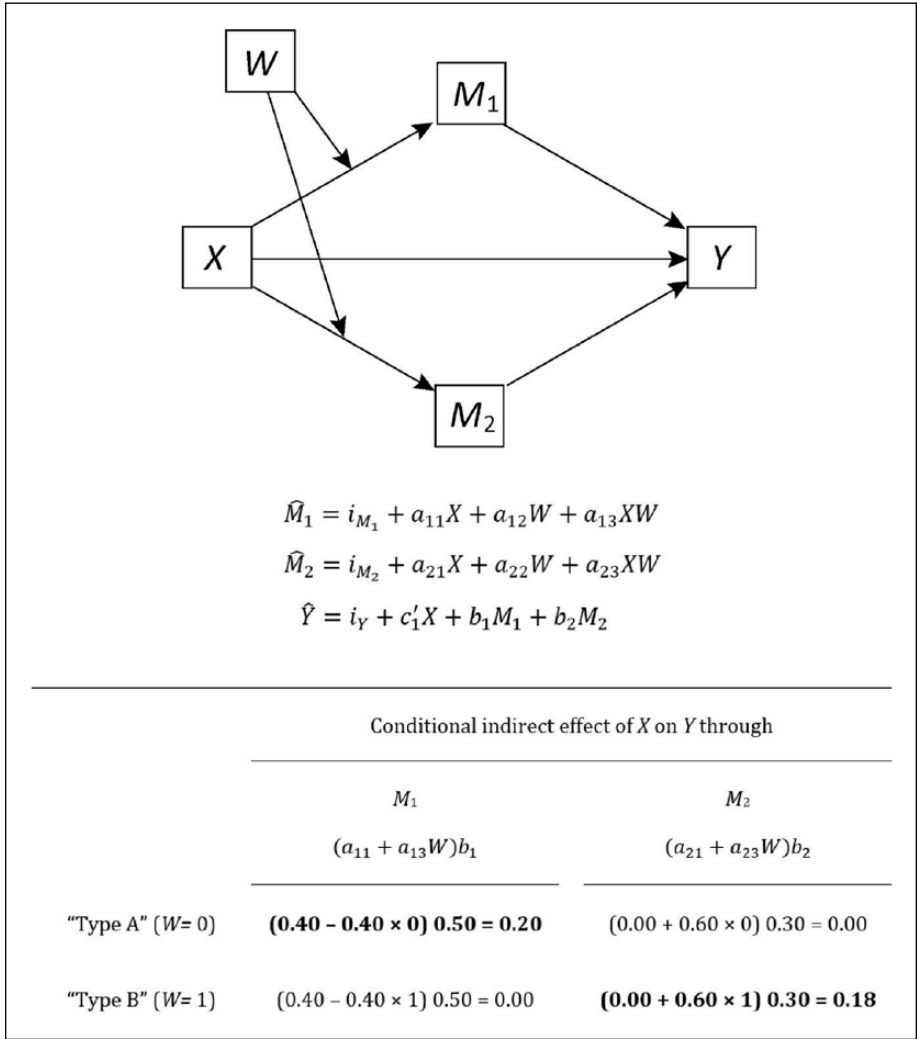 W
M₁
X
Y
M₂
M̂₁ = i_M₁ + a₁₁X + a₁₂W + a₁₃XW
M̂₂ = i_M₂ + a₂₁X + a₂₂W + a₂₃XW
Ŷ = i_Y + c′₁X + b₁M₁ + b₂M₂
Conditional indirect effect of X on Y through
M₁ M₂
(a₁₁ + a₁₃W)b₁ (a₂₁ + a₂₃W)b₂
“Type A” (W= 0) (0.40 – 0.40 × 0) 0.50 = 0.20 (0.00 + 0.60 × 0) 0.30 = 0.00
“Type B” (W= 1) (0.40 – 0.40 × 1) 0.50 = 0.00 (0.00 + 0.60 × 1) 0.30 = 0.18